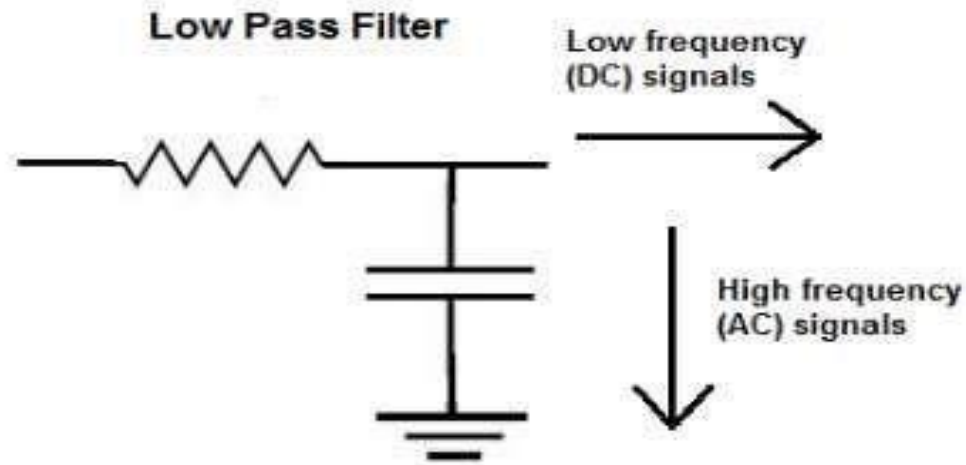 Low Pass Filter
Low frequency
(DC) signals
High frequency
(AC) signals